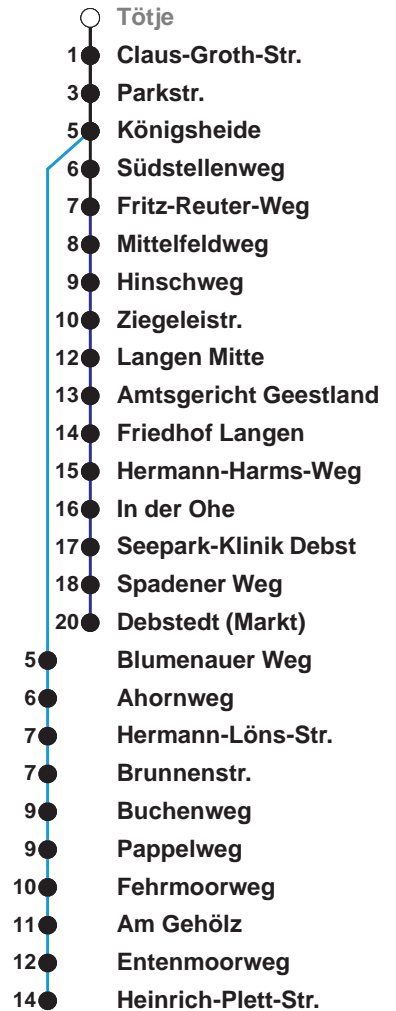 Tötje
1 Claus-Groth-Str.
3 Parkstr.
5 Königsheide
6 Südstellenweg
7 Fritz-Reuter-Weg
8 Mittelfeldweg
9 Hinschweg
10 Ziegeleistr.
12 Langen Mitte
13 Amtsgericht Geestland
14 Friedhof Langen
15 Hermann-Harms-Weg
16 In der Ohe
17 Seepark-Klinik Debst
18 Spadener Weg
20 Debstedt (Markt)
5 Blumenauer Weg
6 Ahornweg
7 Hermann-Löns-Str.
7 Brunnenstr.
9 Buchenweg
9 Pappelweg
10 Fehrmoorweg
11 Am Gehölz
12 Entenmoorweg
14 Heinrich-Plett-Str.